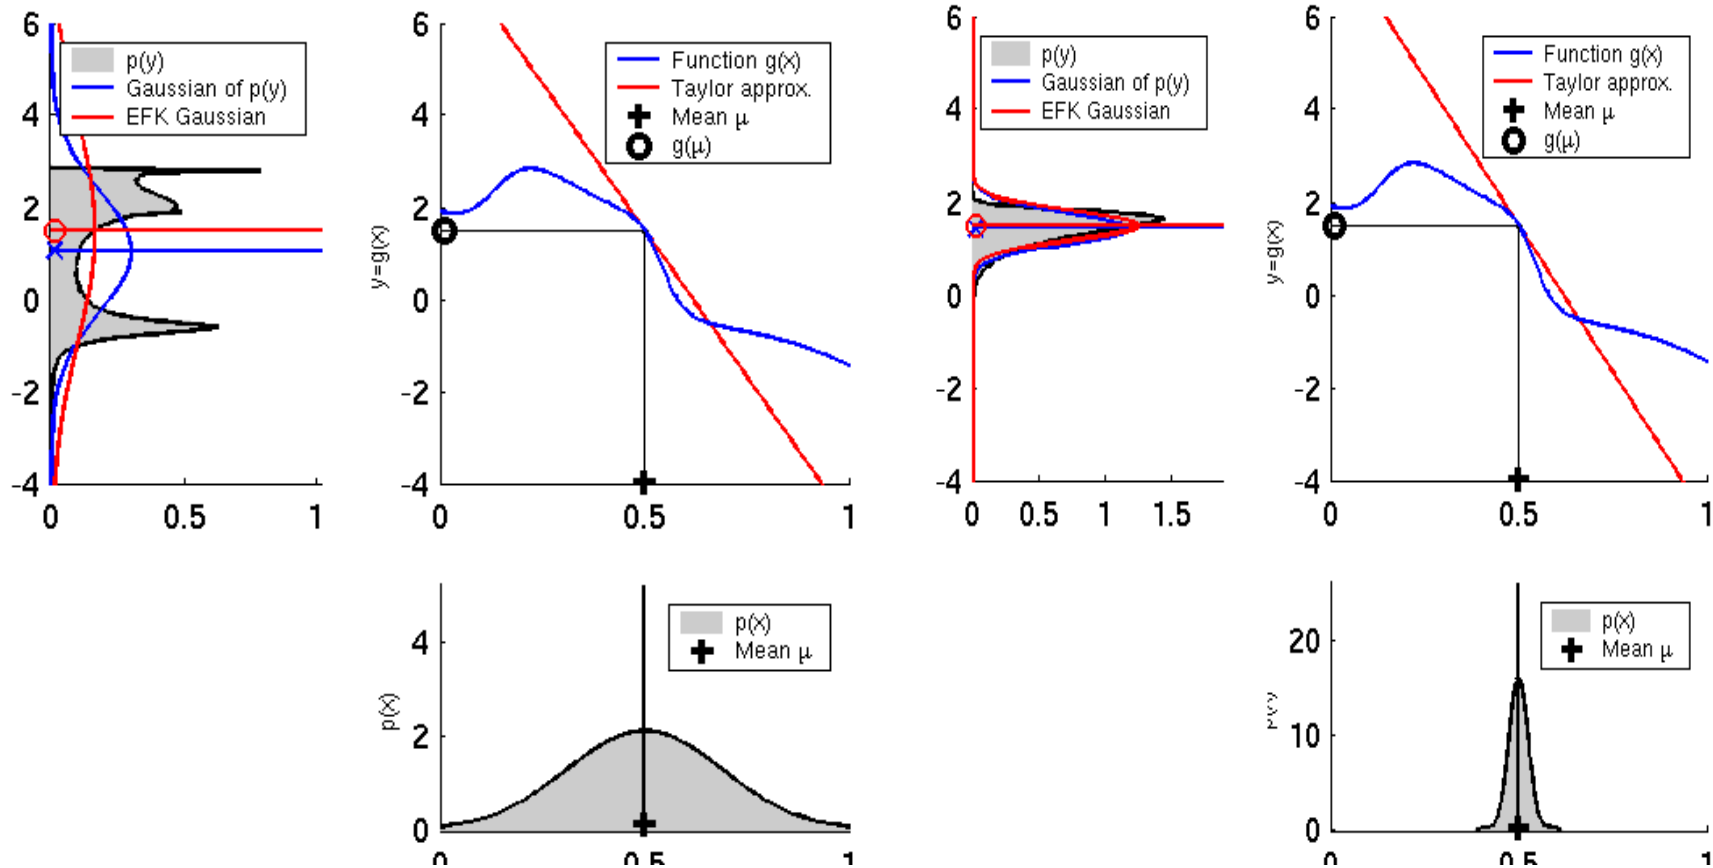 6
4
2
0
-2
-4
0
0.5
1
p(y)
Gaussian of p(y)
EFK Gaussian
y=g(x)
6
4
2
0
-2
-4
0
0.5
1
Function g(x)
Taylor approx.
Mean μ
g(μ)
6
4
2
0
-2
-4
0
0.5
1
1.5
p(y)
Gaussian of p(y)
EFK Gaussian
y=g(x)
6
4
2
0
-2
-4
0
0.5
1
Function g(x)
Taylor approx.
Mean μ
g(μ)
p(x)
4
2
0
0
0.5
1
p(x)
Mean μ
20
10
0
0
0.5
1
p(x)
Mean μ